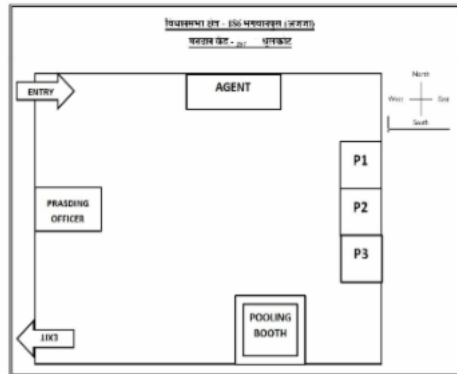 विधानसभा क्षेत्र - 186 भगवानपुरा (अजजा)
मतदान केंद्र - धुलकोट
North
West East
South
ENTRY
AGENT
P1
PRASDING
OFFICER
P2
P3
POOLING
BOOTH
EXIT